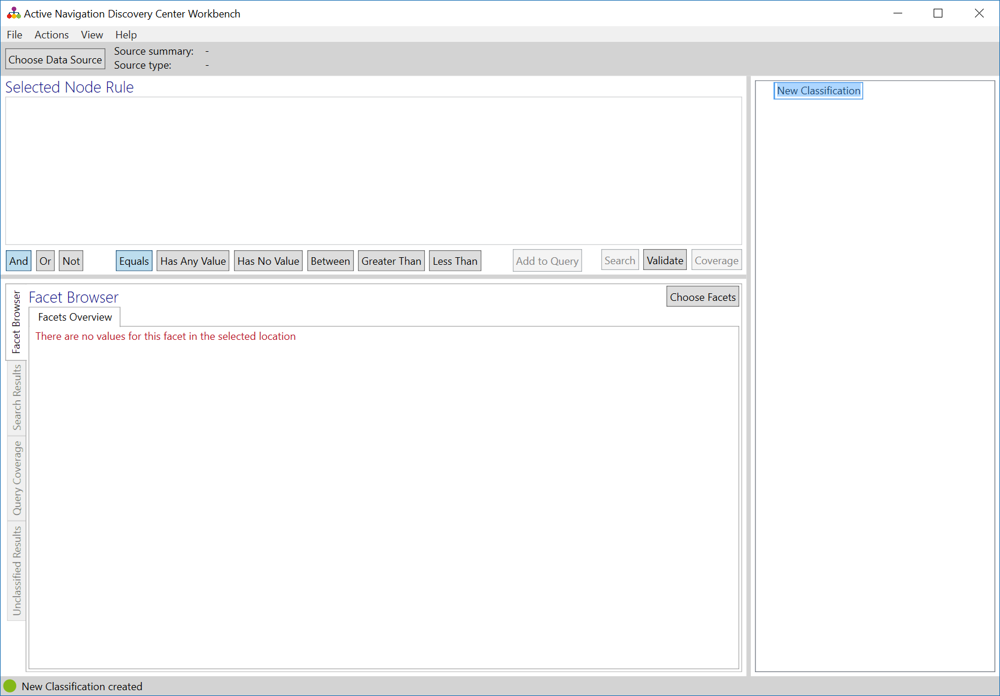 Active Navigation Discovery Center Workbench
File Actions View Help
Choose Data Source
Source summary: -
Source type: -
Selected Node Rule
New Classification
And Or Not Equals Has Any Value Has No Value Between Greater Than Less Than Add to Query Search Validate Coverage
Facet Browser
Search Results
Query Coverage
Unclassified Results
Facet Browser
Choose Facets
Facets Overview
There are no values for this facet in the selected location
New Classification created